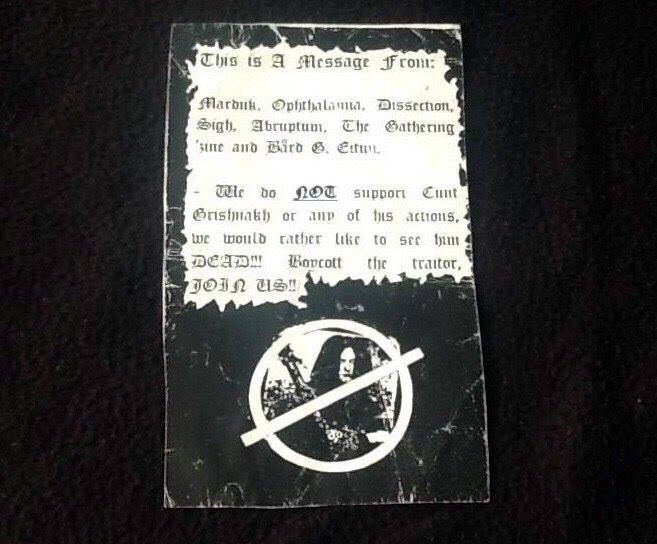 This is A Message From:
Marduk, Ophthalamia, Dissection,
Sigh, Abruptum, The Gathering
'zine and Bård G. Eithun.
- We do NOT support Cunt
Grishnakh or any of his actions,
we would rather like to see him
DEAD!!! Boycott the traitor,
JOIN US!!